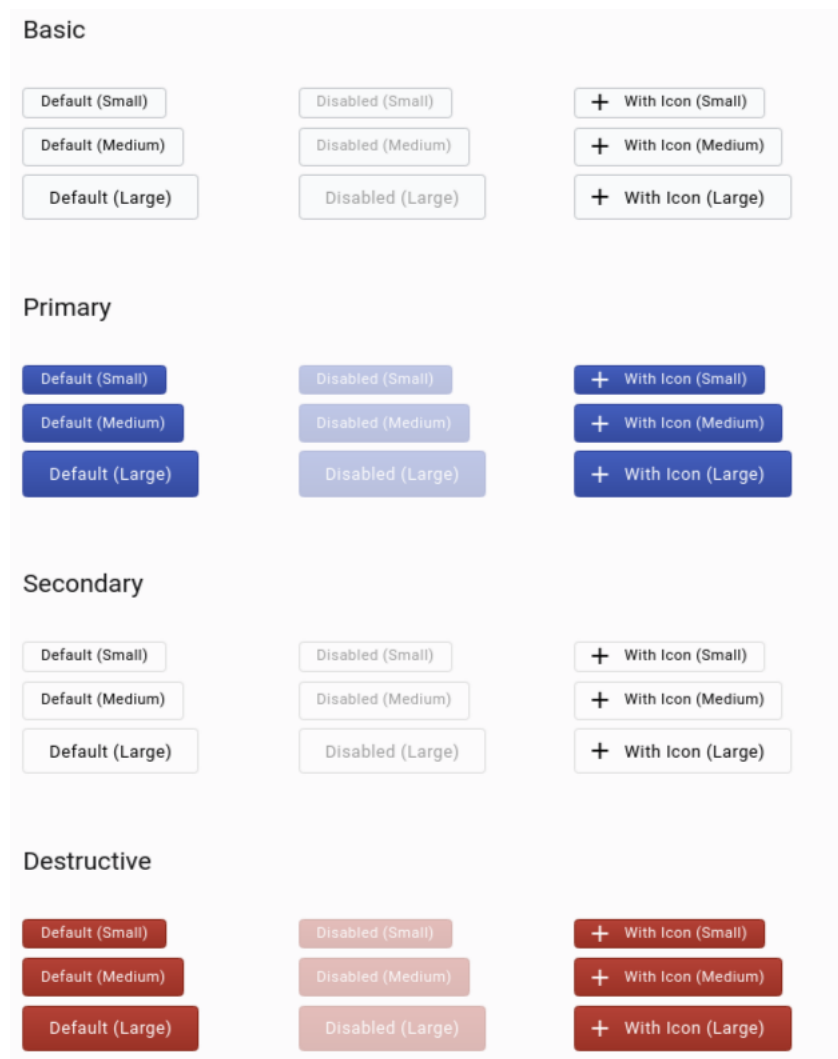 Basic
Default (Small) Disabled (Small) With Icon (Small)
Default (Medium) Disabled (Medium) With Icon (Medium)
Default (Large) Disabled (Large) With Icon (Large)
Primary
Default (Small) Disabled (Small) With Icon (Small)
Default (Medium) Disabled (Medium) With Icon (Medium)
Default (Large) Disabled (Large) With Icon (Large)
Secondary
Default (Small) Disabled (Small) With Icon (Small)
Default (Medium) Disabled (Medium) With Icon (Medium)
Default (Large) Disabled (Large) With Icon (Large)
Destructive
Default (Small) Disabled (Small) With Icon (Small)
Default (Medium) Disabled (Medium) With Icon (Medium)
Default (Large) Disabled (Large) With Icon (Large)